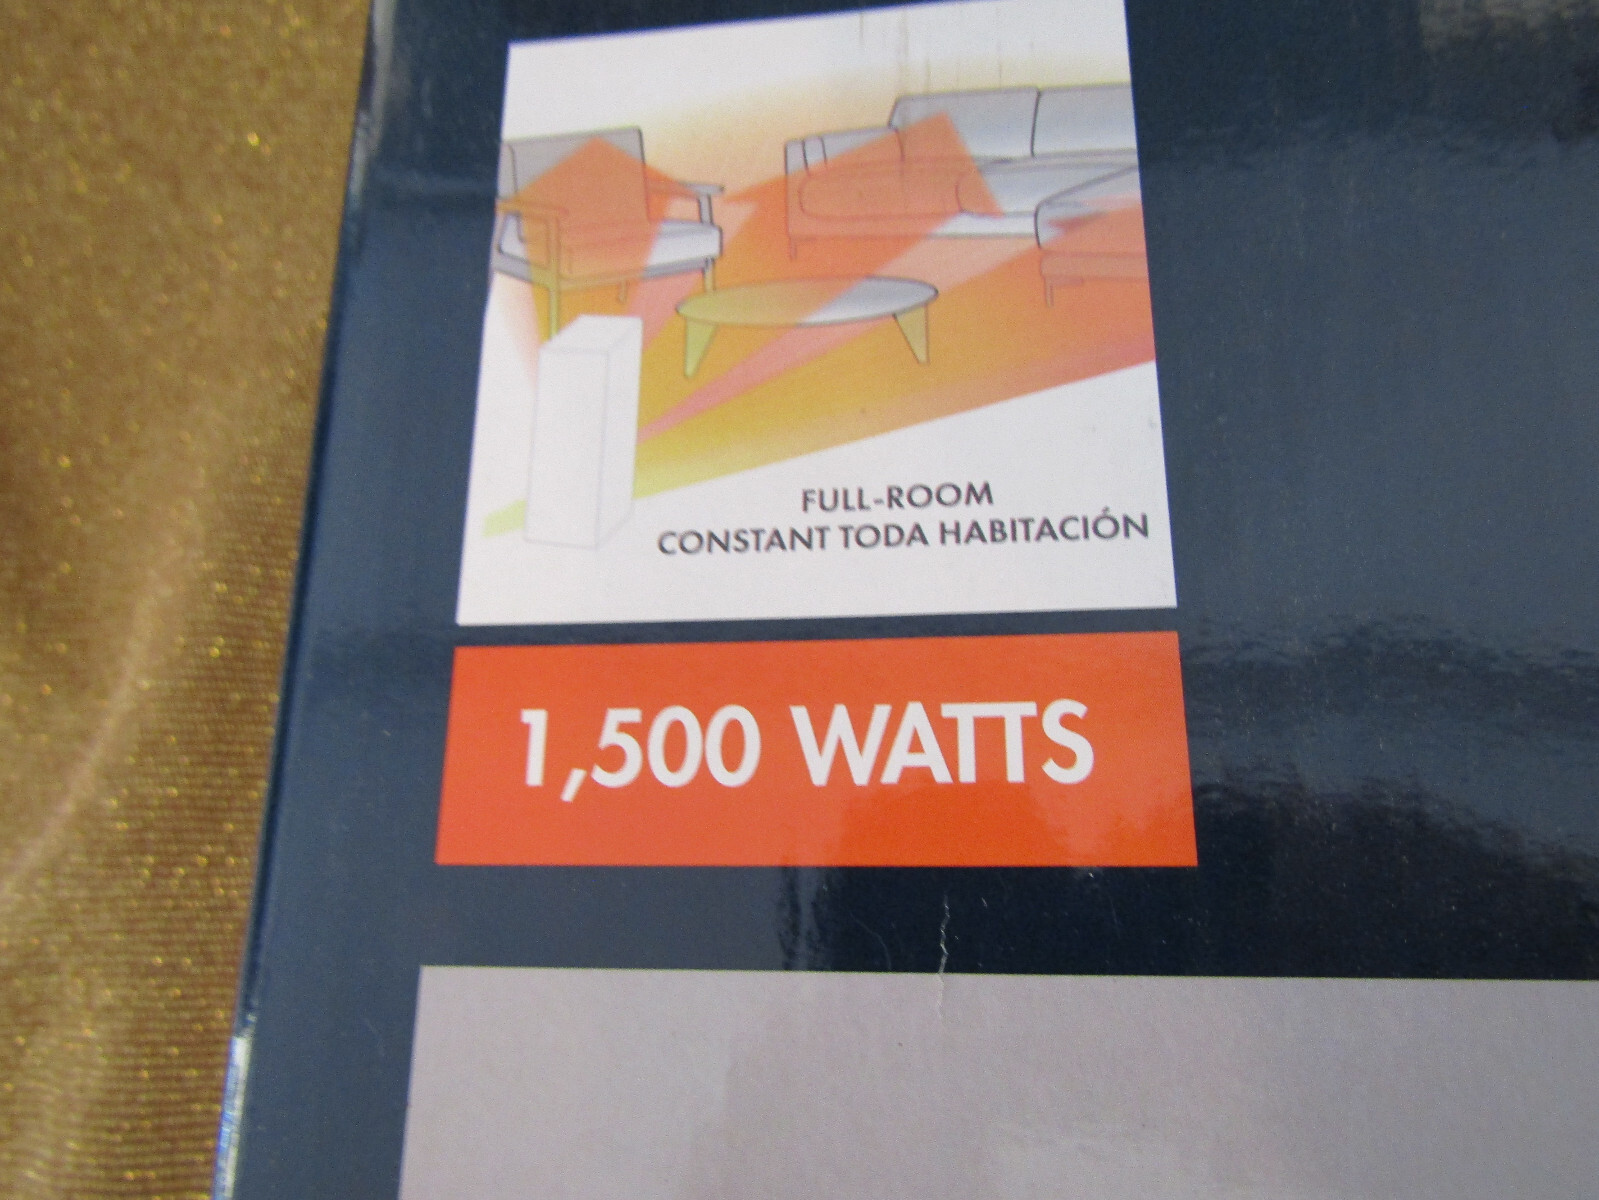 FULL-ROOM
CONSTANT TODA HABITACIÓN
1,500 WATTS